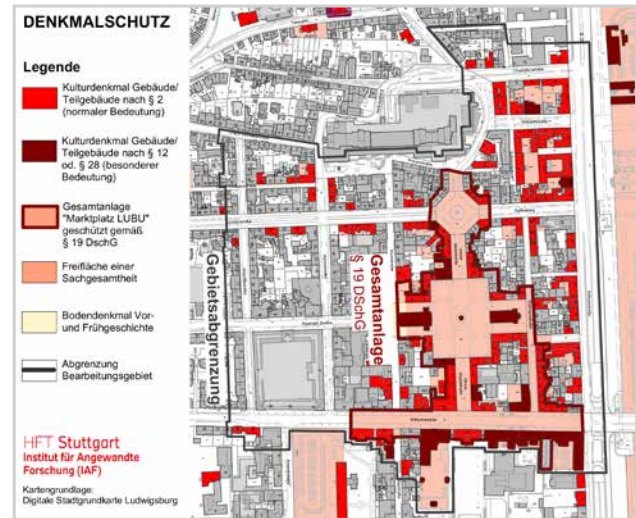 DENKMALSCHUTZ
Legende
Kulturdenkmal Gebäude/
Teilgebäude nach § 2
(normaler Bedeutung)
Kulturdenkmal Gebäude/
Teilgebäude nach § 12
od. § 28 (besonderer
Bedeutung)
Gesamtanlage
"Marktplatz LUBU"
geschützt gemäß
§ 19 DschG
Freifläche einer
Sachgesamtheit
Bodendenkmal Vor-
und Frühgeschichte
Abgrenzung
Bearbeitungsgebiet
HFT Stuttgart
Institut für Angewandte
Forschung (IAF)
Kartengrundlage:
Digitale Stadtgrundkarte Ludwigsburg
Gebietsabgrenzung
Gesamtanlage
§ 19 DSchG